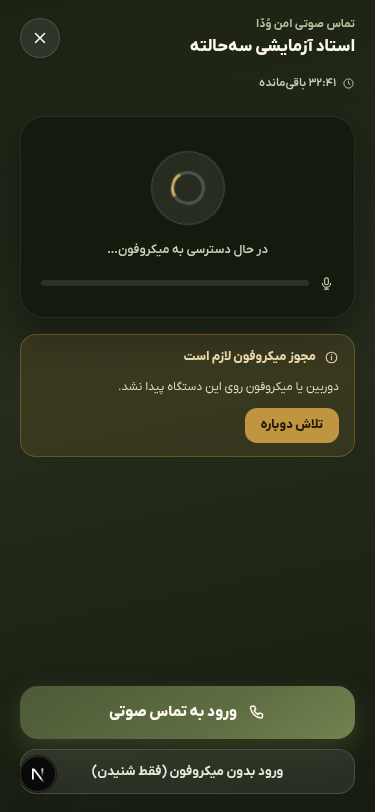 تماس صوتی امن وُدّا
استاد آزمایشی سه‌حالته
۳۲:۴۱ باقی‌مانده
در حال دسترسی به میکروفون...
مجوز میکروفون لازم است
دوربین یا میکروفون روی این دستگاه پیدا نشد.
تلاش دوباره
ورود به تماس صوتی
ورود بدون میکروفون (فقط شنیدن)
N